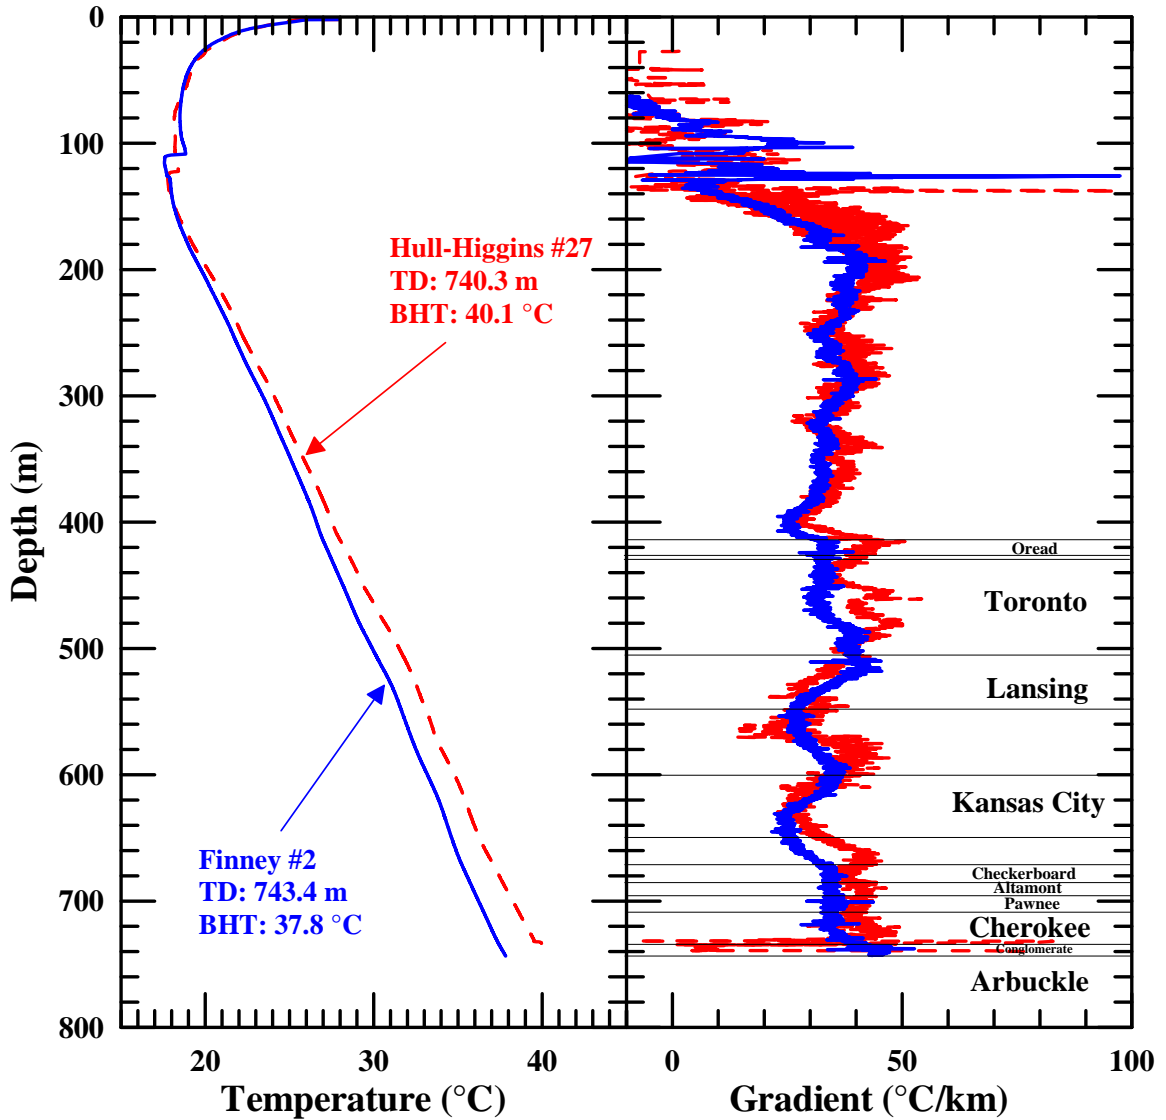 0
100
200
300
400
500
600
700
800
Depth (m)
20
30
40
Temperature (°C)
Hull-Higgins #27
TD: 740.3 m
BHT: 40.1 °C
Finney #2
TD: 743.4 m
BHT: 37.8 °C
Oread
Toronto
Lansing
Kansas City
Checkerboard
Altamont
Pawnee
Cherokee
Conglomerate
Arbuckle
0
50
100
Gradient (°C/km)